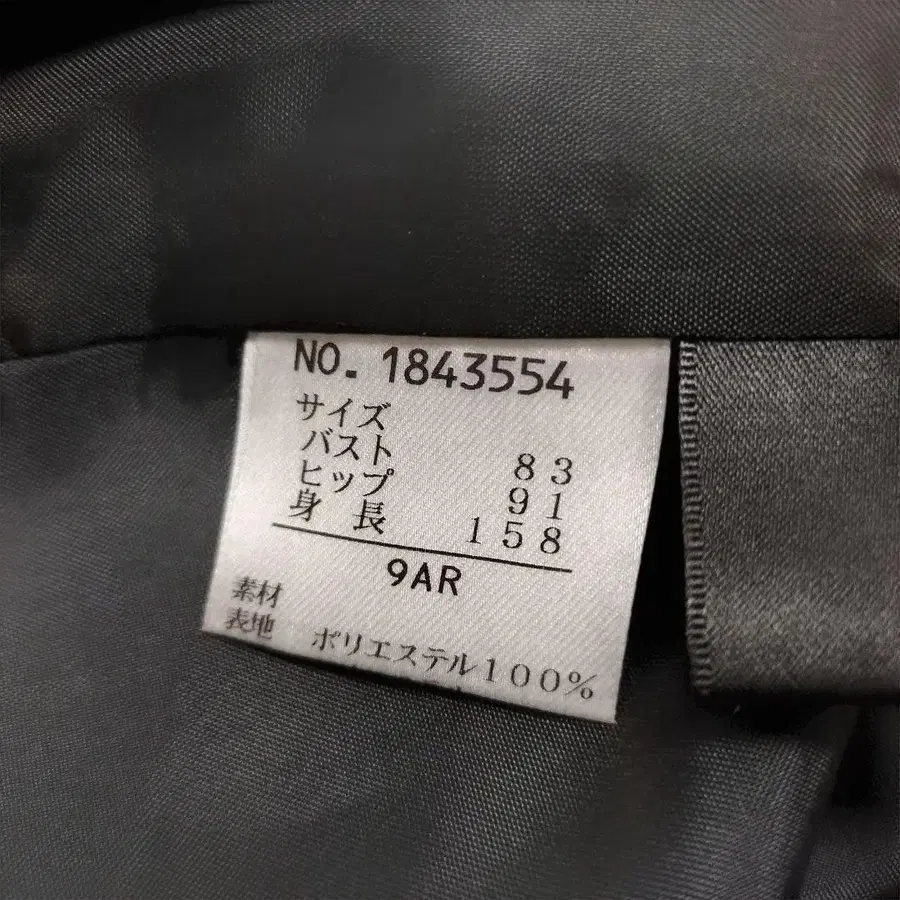 NO. 1843554
サイズ
バスト 83
ヒップ 91
身長 158
9AR
素材
表地 ポリエステル100%